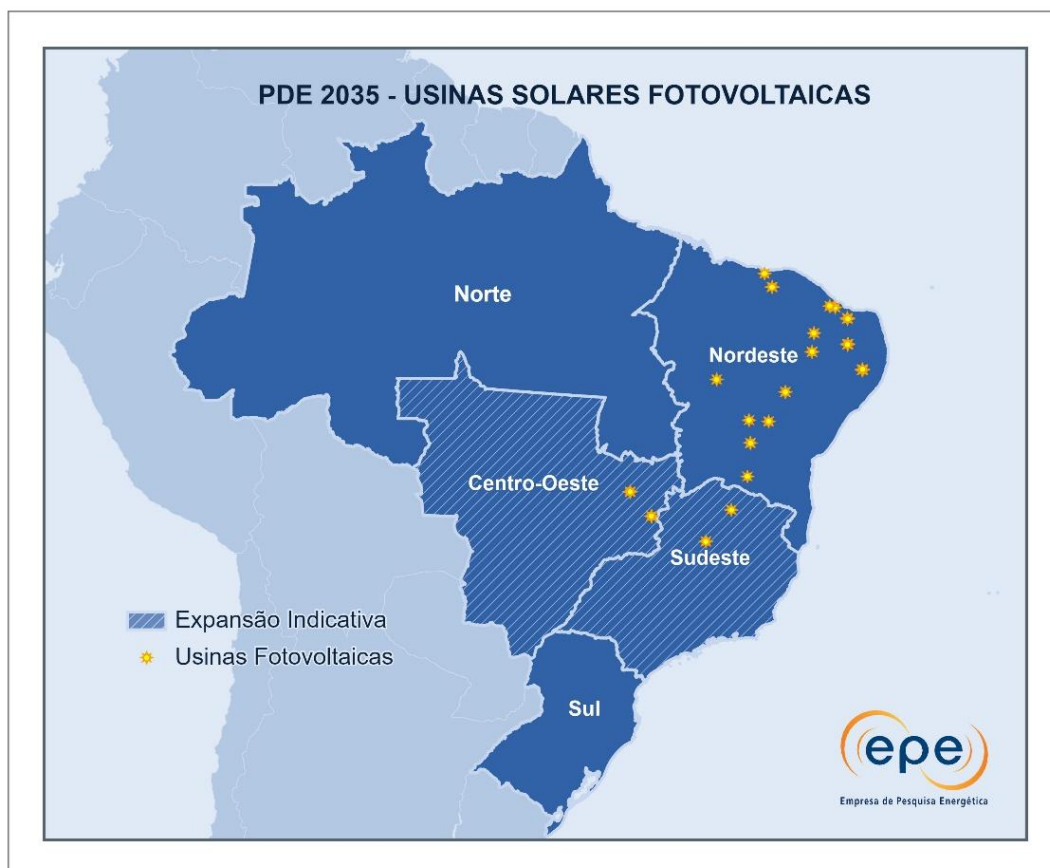 PDE 2035 - USINAS SOLARES FOTOVOLTAICAS
Norte
Nordeste
Centro-Oeste
Sudeste
Expansão Indicativa
Usinas Fotovoltaicas
Sul
epe
Empresa de Pesquisa Energética